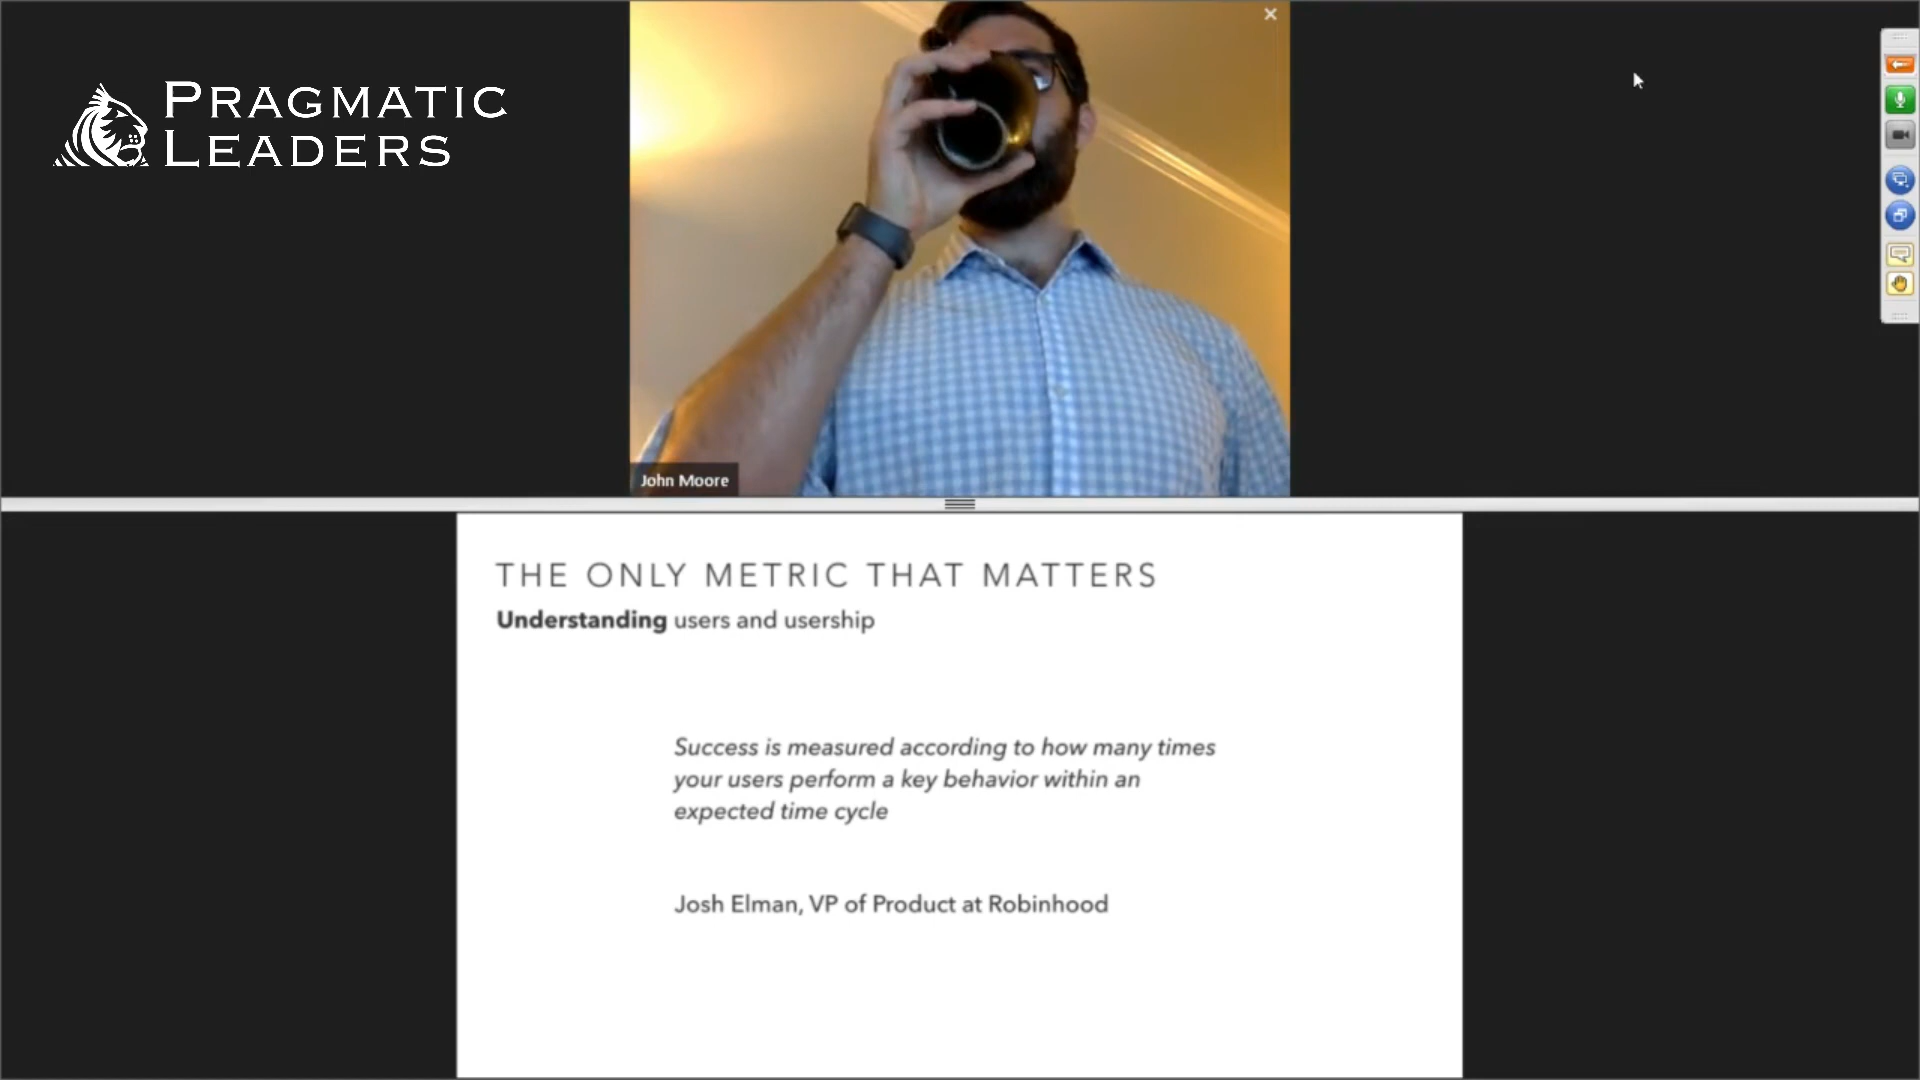 PRAGMATIC
LEADERS
John Moore
THE ONLY METRIC THAT MATTERS
Understanding users and usership
Success is measured according to how many times
your users perform a key behavior within an
expected time cycle
Josh Elman, VP of Product at Robinhood